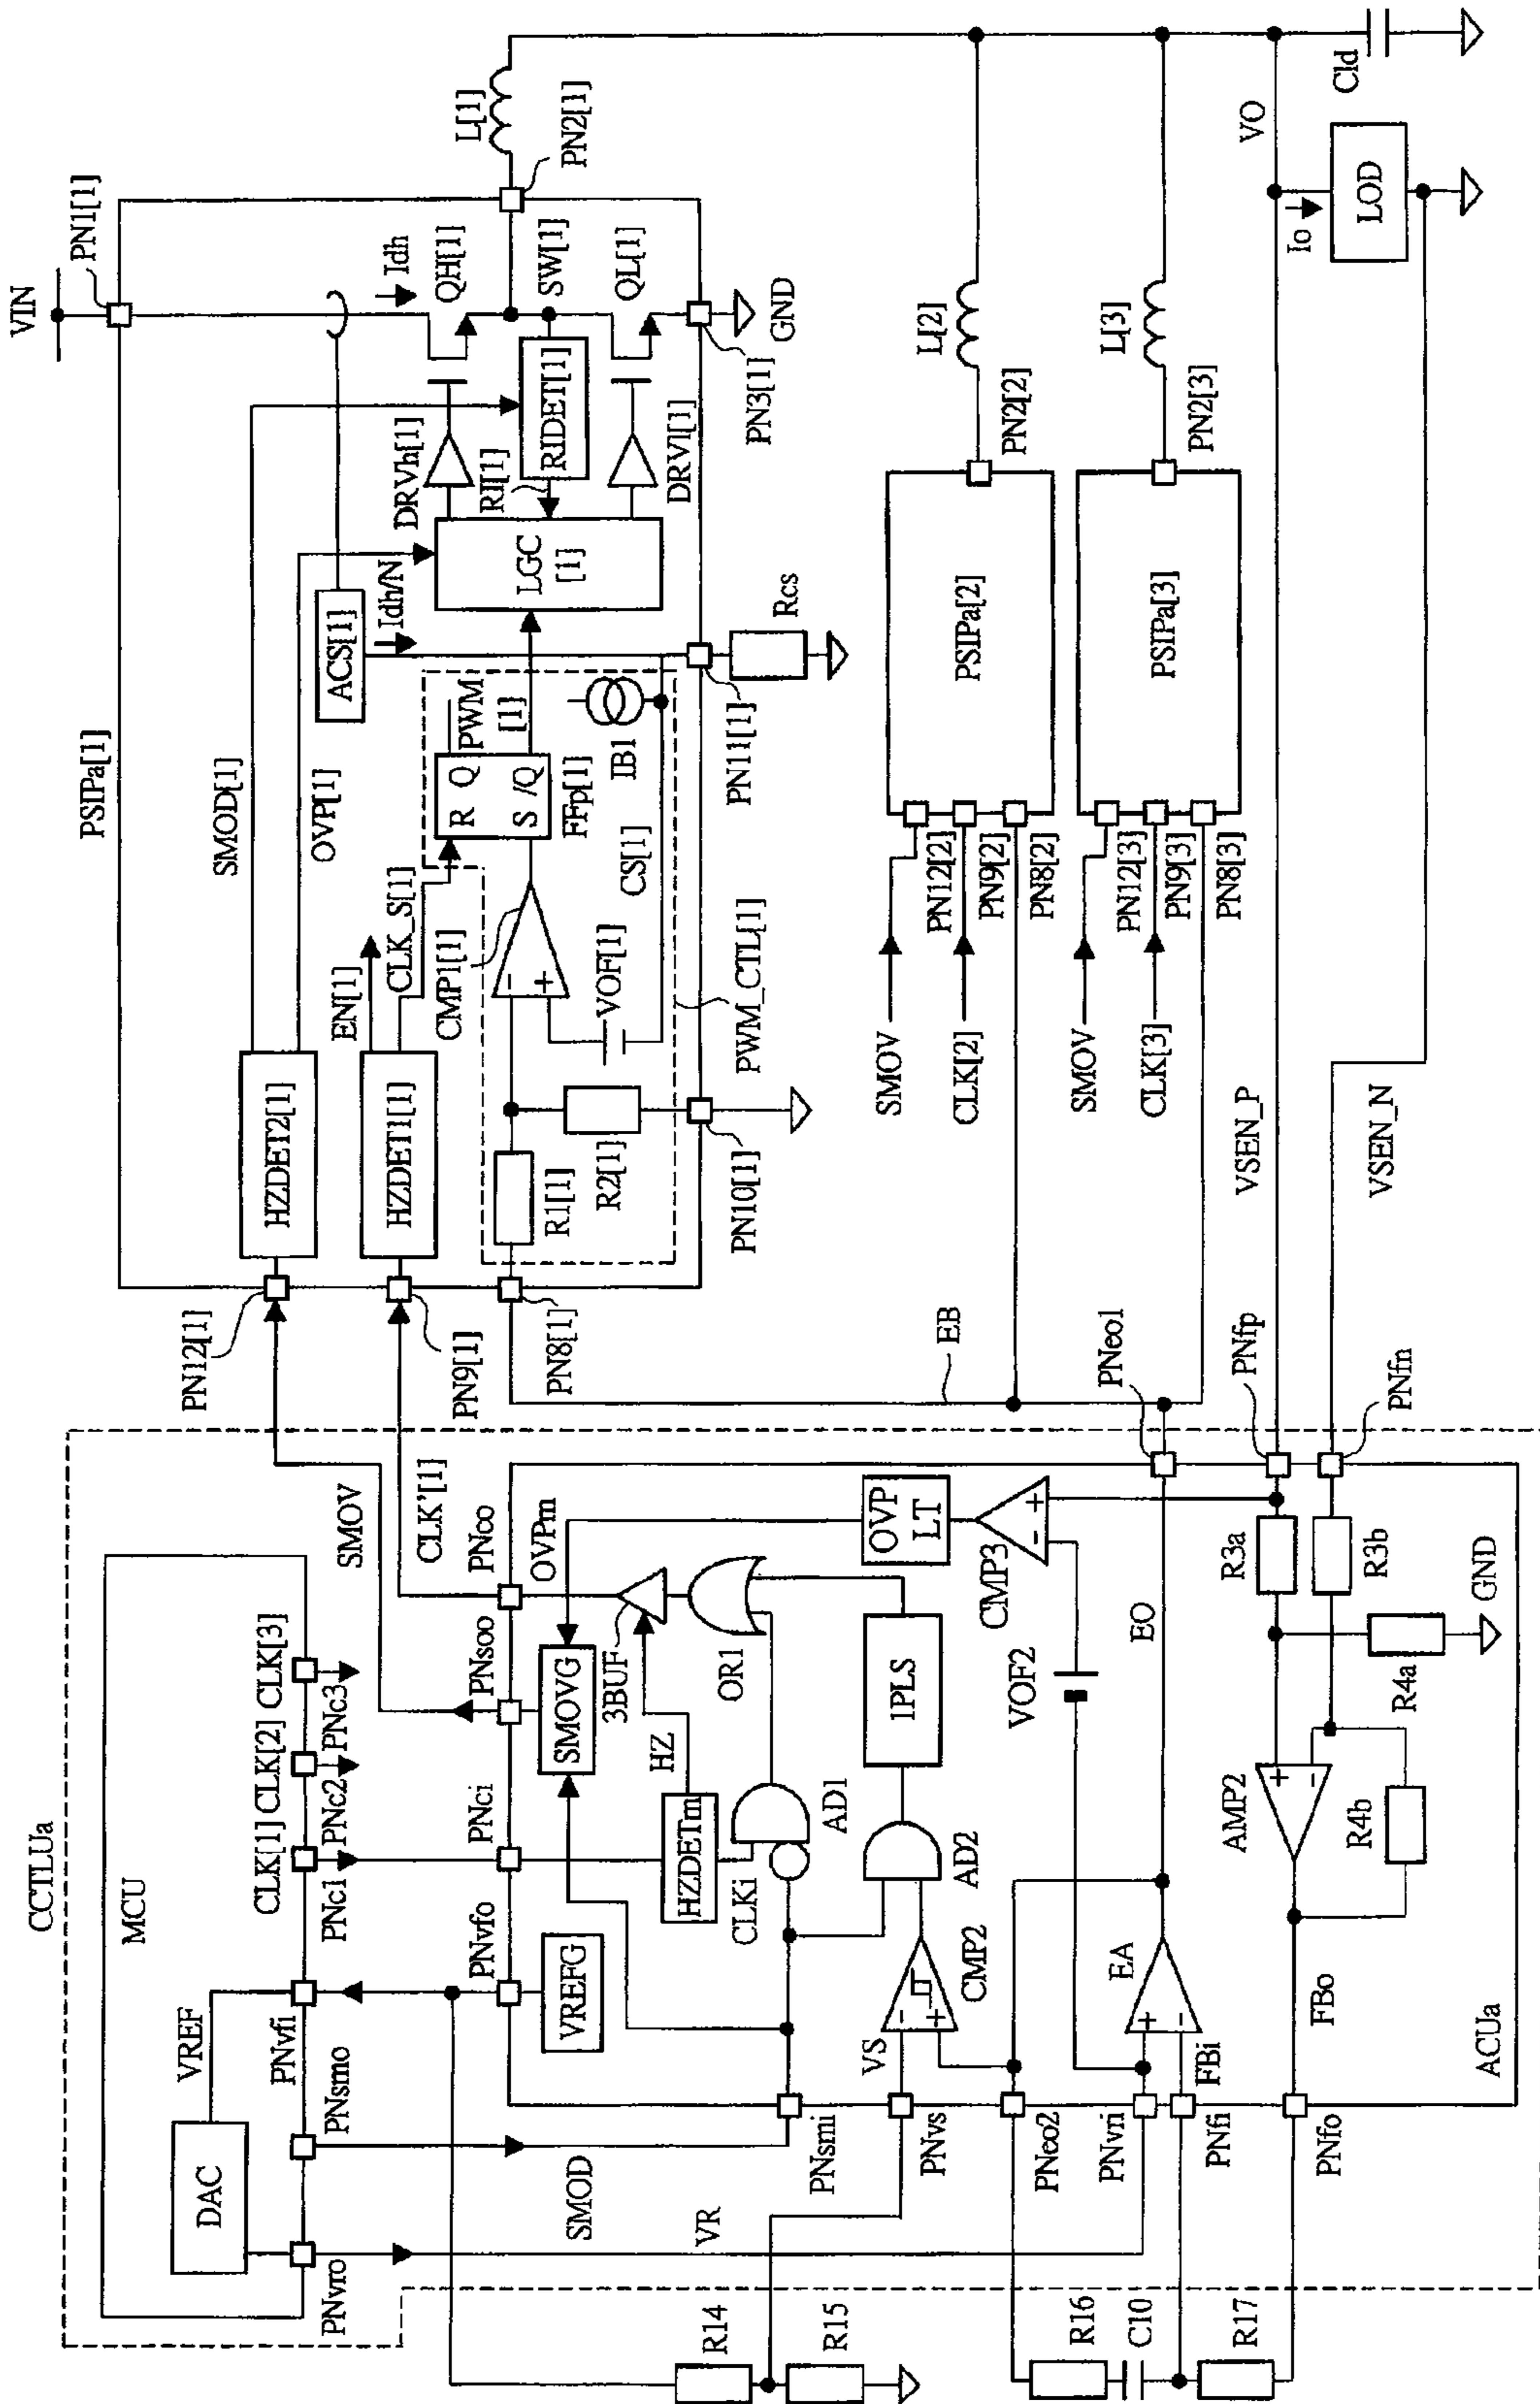 VIN
PN1[1]
PSIPa[1]
SMOD[1]
OVP[1]
HZDET2[1]
PN12[1]
HZDET1[1]
EN[1]
CLK_S[1]
PN9[1]
ACS[1]
Idh/N
Idh
QH[1]
DRVh[1]
RI[1]
SW[1]
RIDET[1]
QL[1]
DRVl[1]
LGC
[1]
PN2[1]
L[1]
GND
PN3[1]
Rcs
PN11[1]
IB1
PWM
[1]
R Q
S /Q
FFp[1]
CS[1]
CMP1[1]
-
+
VOF[1]
PWM_CTL[1]
R1[1]
R2[1]
PN10[1]
PN8[1]
EB
SMOV
CLK[2]
PN12[2]
PN9[2]
PN8[2]
PSIPa[2]
PN2[2]
L[2]
SMOV
CLK[3]
PN12[3]
PN9[3]
PN8[3]
PSIPa[3]
PN2[3]
L[3]
VO
Cld
Io
LOD
VSEN_P
VSEN_N
CCTLUa
MCU
DAC
VREF
PNvro
PNsmo
PNvfi
CLK[1] CLK[2] CLK[3]
PNc1
PNc2
PNc3
SMOV
CLK'[1]
SMOD
VR
PNvfo
PNci
PNsoo
PNco
VREFG
SMOVG
OVPm
3BUF
HZ
HZDETm
CLKi
AD1
OR1
OVP
LT
1PLS
AD2
CMP2
-
+
VS
CMP3
-
+
VOF2
PNsmi
PNvs
PNeo2
PNvri
PNfi
PNfo
EA
+
-
FBi
EO
PNeo1
PNfp
PNfn
R3a
R3b
R4a
GND
AMP2
+
-
R4b
FBo
ACUa
R14
R15
R16
C10
R17